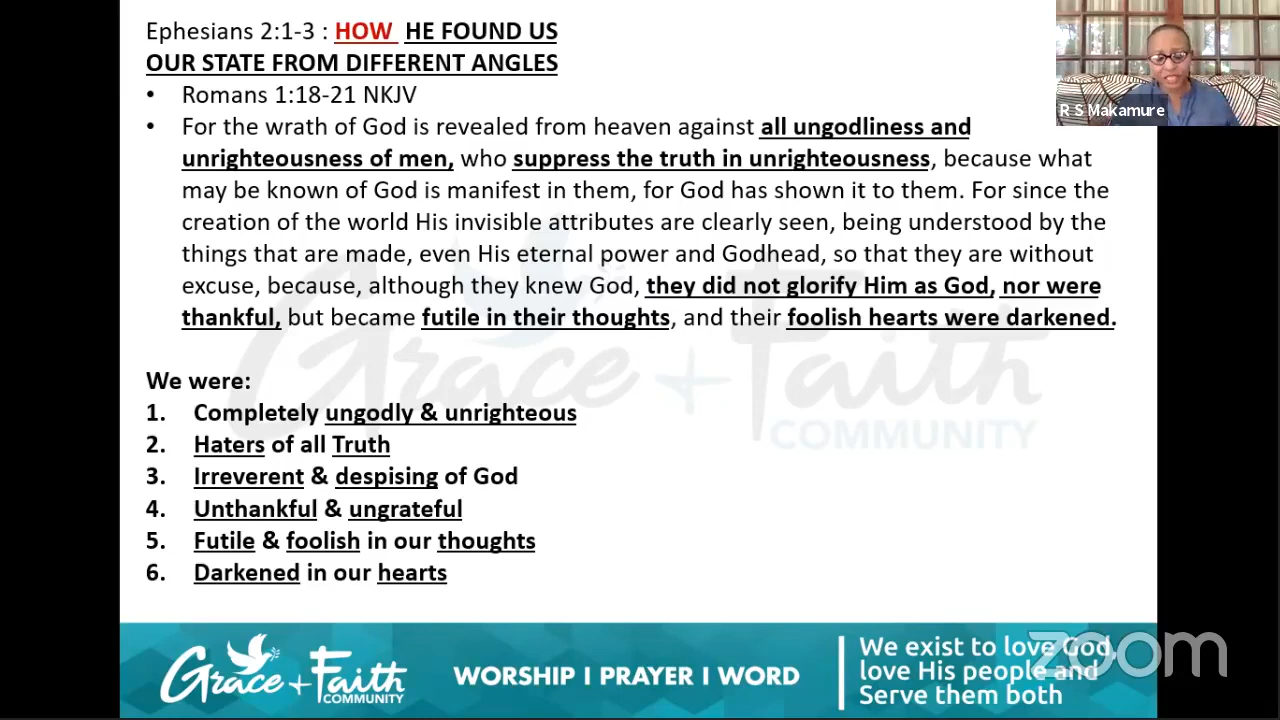 Ephesians 2:1-3 : HOW HE FOUND US
OUR STATE FROM DIFFERENT ANGLES
• Romans 1:18-21 NKJV
• For the wrath of God is revealed from heaven against all ungodliness and
unrighteousness of men, who suppress the truth in unrighteousness, because what
may be known of God is manifest in them, for God has shown it to them. For since the
creation of the world His invisible attributes are clearly seen, being understood by the
things that are made, even His eternal power and Godhead, so that they are without
excuse, because, although they knew God, they did not glorify Him as God, nor were
thankful, but became futile in their thoughts, and their foolish hearts were darkened.
We were:
1. Completely ungodly & unrighteous
2. Haters of all Truth
3. Irreverent & despising of God
4. Unthankful & ungrateful
5. Futile & foolish in our thoughts
6. Darkened in our hearts
R S Makamure
Grace + Faith
COMMUNITY
Grace + Faith
COMMUNITY
WORSHIP I PRAYER I WORD
We exist to love God,
love His people and
Serve them both
zoom